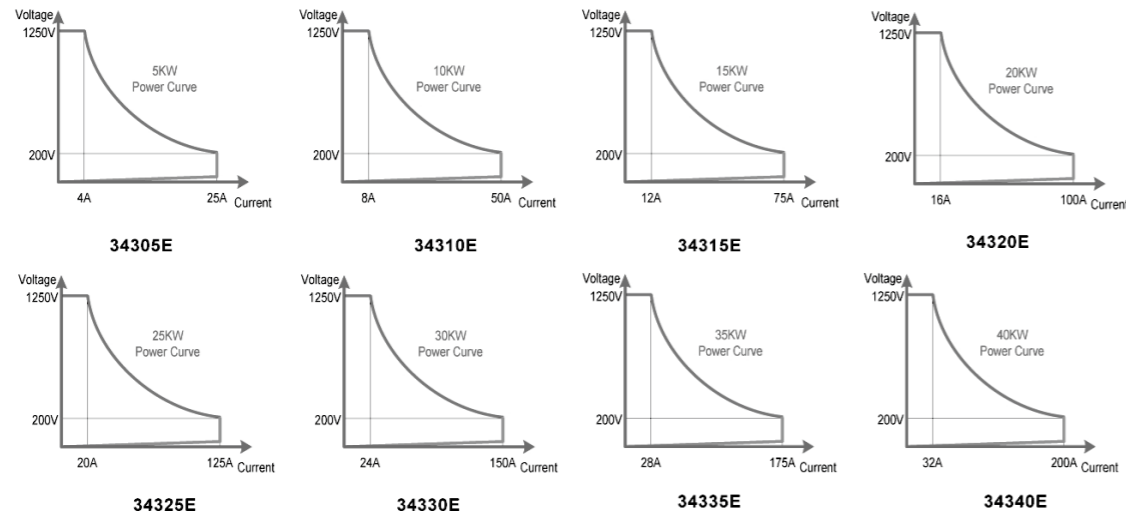 Voltage
1250V
5KW
Power Curve
200V
4A
25A
Current
34305E
Voltage
1250V
10KW
Power Curve
200V
8A
50A
Current
34310E
Voltage
1250V
15KW
Power Curve
200V
12A
75A
Current
34315E
Voltage
1250V
20KW
Power Curve
200V
16A
100A
Current
34320E
Voltage
1250V
25KW
Power Curve
200V
20A
125A
Current
34325E
Voltage
1250V
30KW
Power Curve
200V
24A
150A
Current
34330E
Voltage
1250V
35KW
Power Curve
200V
28A
175A
Current
34335E
Voltage
1250V
40KW
Power Curve
200V
32A
200A
Current
34340E